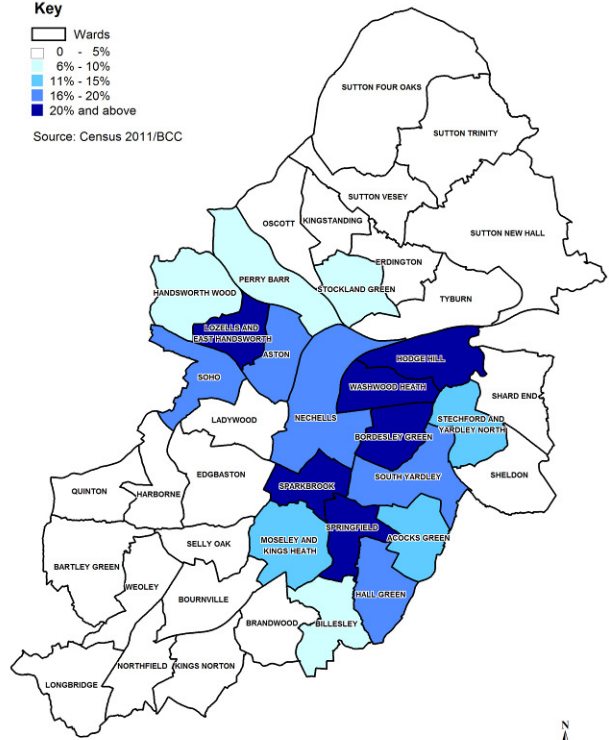 Key
Wards
0 - 5%
6% - 10%
11% - 15%
16% - 20%
20% and above
Source: Census 2011/BCC
SUTTON FOUR OAKS
SUTTON TRINITY
SUTTON VESEY
OSCOTT
KINGSTANDING
SUTTON NEW HALL
ERDINGTON
PERRY BARR
STOCKLAND GREEN
HANDSWORTH WOOD
TYBURN
LOZELLS AND
EAST HANDSWORTH
ASTON
HODGE HILL
SOHO
WASHWOOD HEATH
SHARD END
LADYWOOD
NECHELLS
STECHFORD AND
YARDLEY NORTH
BORDESLEY GREEN
EDGBASTON
SOUTH YARDLEY
SHELDON
SPARKBROOK
QUINTON
HARBORNE
SPRINGFIELD
ACOCKS GREEN
SELLY OAK
MOSELEY AND
KINGS HEATH
BARTLEY GREEN
WEOLEY
HALL GREEN
BOURNVILLE
BRANDWOOD
BILLESLEY
NORTHFIELD
KINGS NORTON
LONGBRIDGE
N